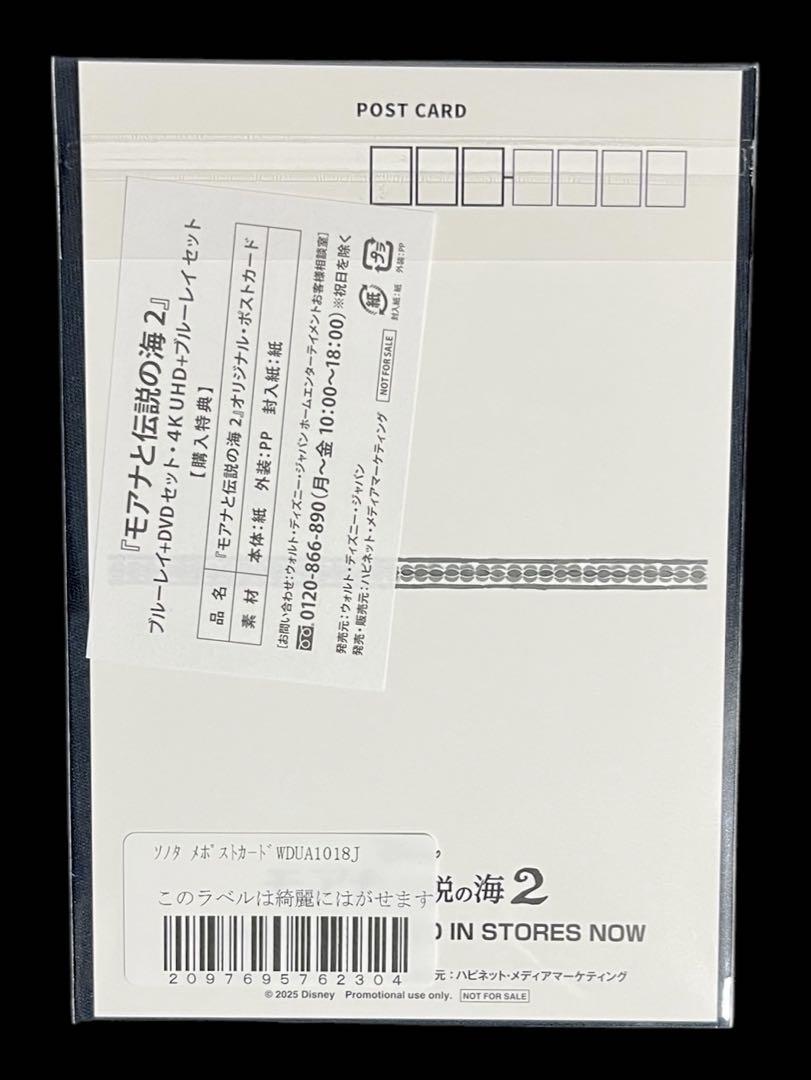 POST CARD
『モアナと伝説の海 2』
ブルーレイ+DVDセット・4K UHD+ブルーレイ セット
【購入特典】
品 名 『モアナと伝説の海 2』オリジナル・ポストカード
素 材 本体:紙 外装:PP 封入紙:紙
[お問い合わせ:ウォルト・ディズニー・ジャパン ホームエンターテイメントお客様相談室]
0120-866-890(月〜金 10:00〜18:00)※祝日を除く
発売元:ウォルト・ディズニー・ジャパン
発売・販売元:ハピネット・メディアマーケティング NOT FOR SALE
紙 プラ
封入紙:紙 外装:PP
ソノタ メポストカードWDUA1018J
このラベルは綺麗にはがせます
2097695762304
説の海2
IN STORES NOW
元:ハピネット・メディアマーケティング
© 2025 Disney Promotional use only. NOT FOR SALE